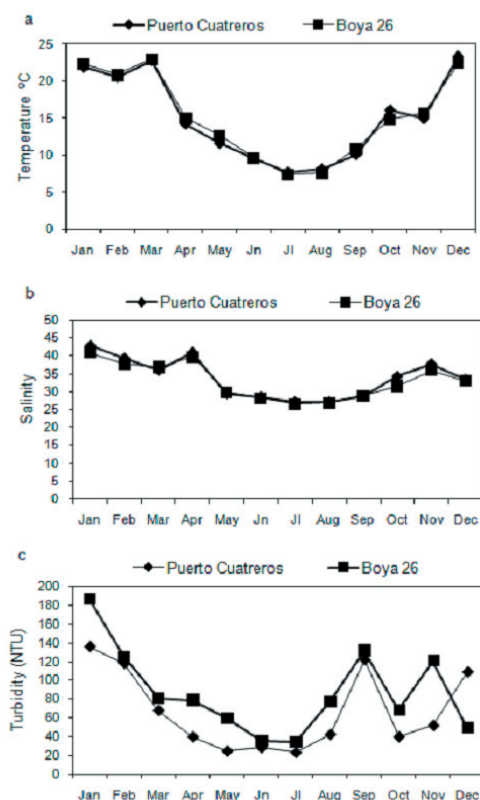 a
Puerto Cuatreros Boya 26
Temperature ºC
25
20
15
10
5
0
Jan Feb Mar Apr May Jn Jl Aug Sep Oct Nov Dec
b
Puerto Cuatreros Boya 26
Salinity
50
45
40
35
30
25
20
15
10
5
0
Jan Feb Mar Apr May Jn Jl Aug Sep Oct Nov Dec
c
Puerto Cuatreros Boya 26
Turbidity (NTU)
200
180
160
140
120
100
80
60
40
20
0
Jan Feb Mar Apr May Jn Jl Aug Sep Oct Nov Dec